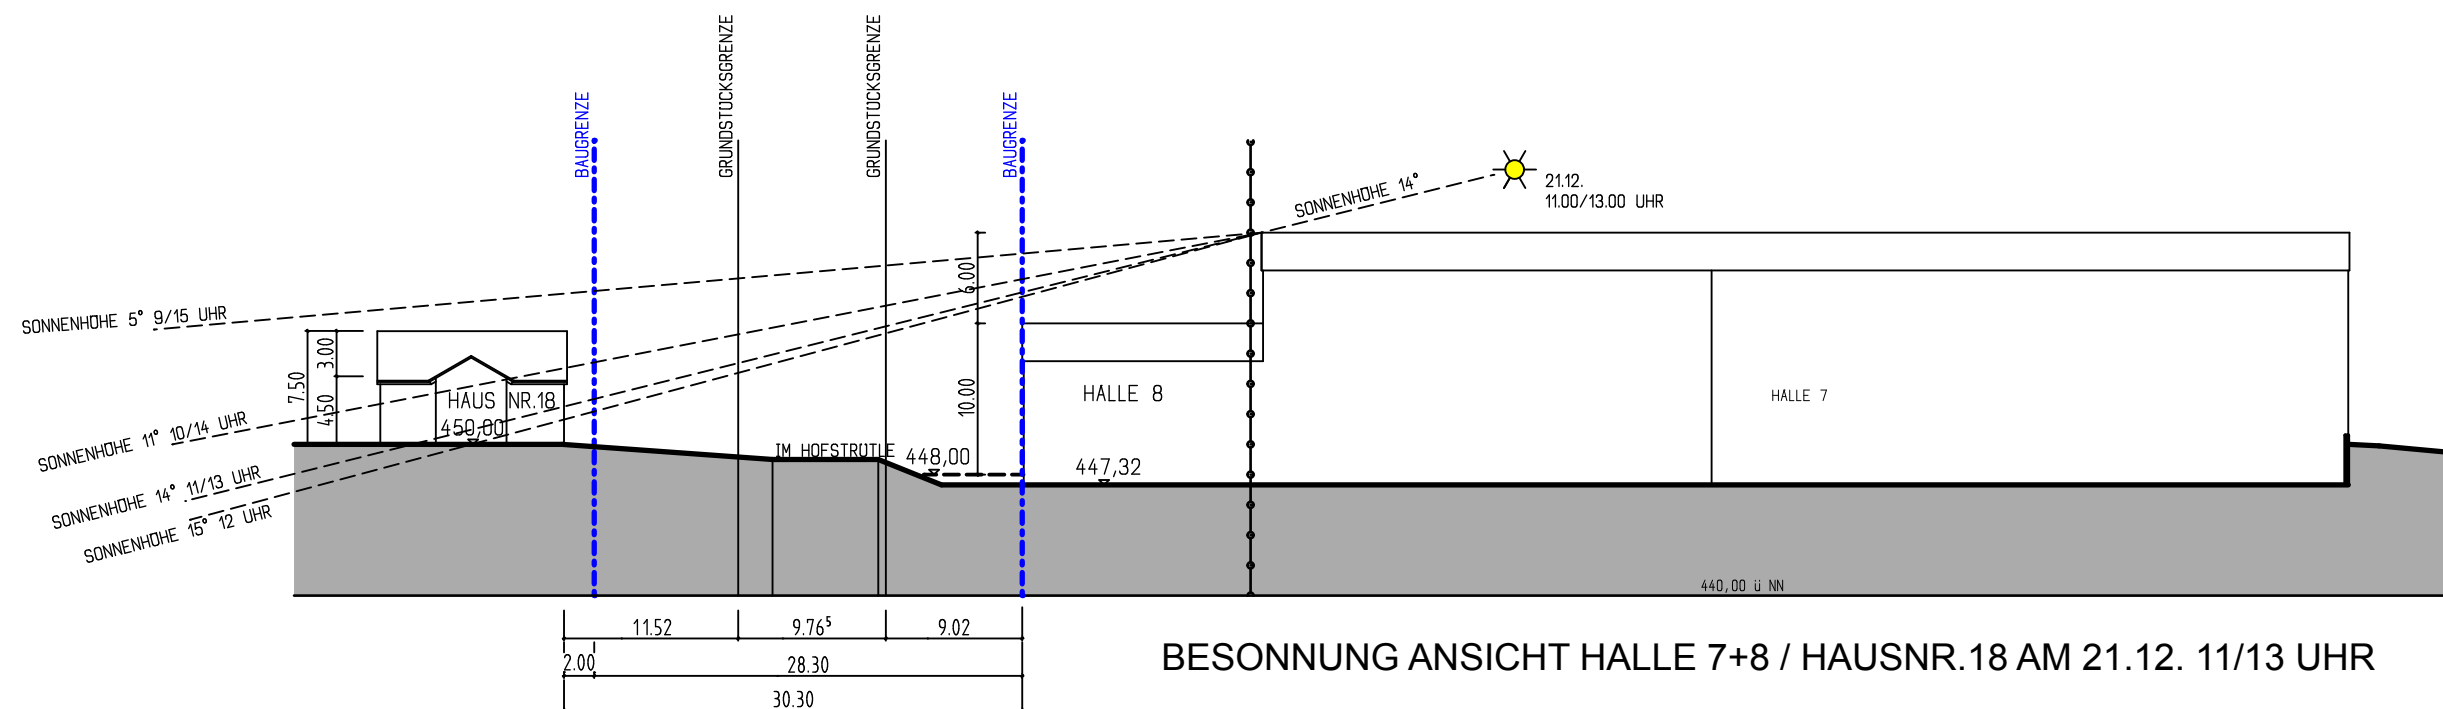 BAUGRENZE
GRUNDSTÜCKSGRENZE
GRUNDSTÜCKSGRENZE
BAUGRENZE
SONNENHÖHE 14°
21.12.
11.00/13.00 UHR
SONNENHÖHE 5° 9/15 UHR
SONNENHÖHE 11° 10/14 UHR
SONNENHÖHE 14° 11/13 UHR
SONNENHÖHE 15° 12 UHR
7.50
3.00
4.50
HAUS NR.18
450,00
IM HOFSTRÜTLE
448,00
6.00
10.00
HALLE 8
447,32
HALLE 7
440,00 ü NN
11.52
9.76⁵
9.02
2.00
28.30
30.30
BESONNUNG ANSICHT HALLE 7+8 / HAUSNR.18 AM 21.12. 11/13 UHR